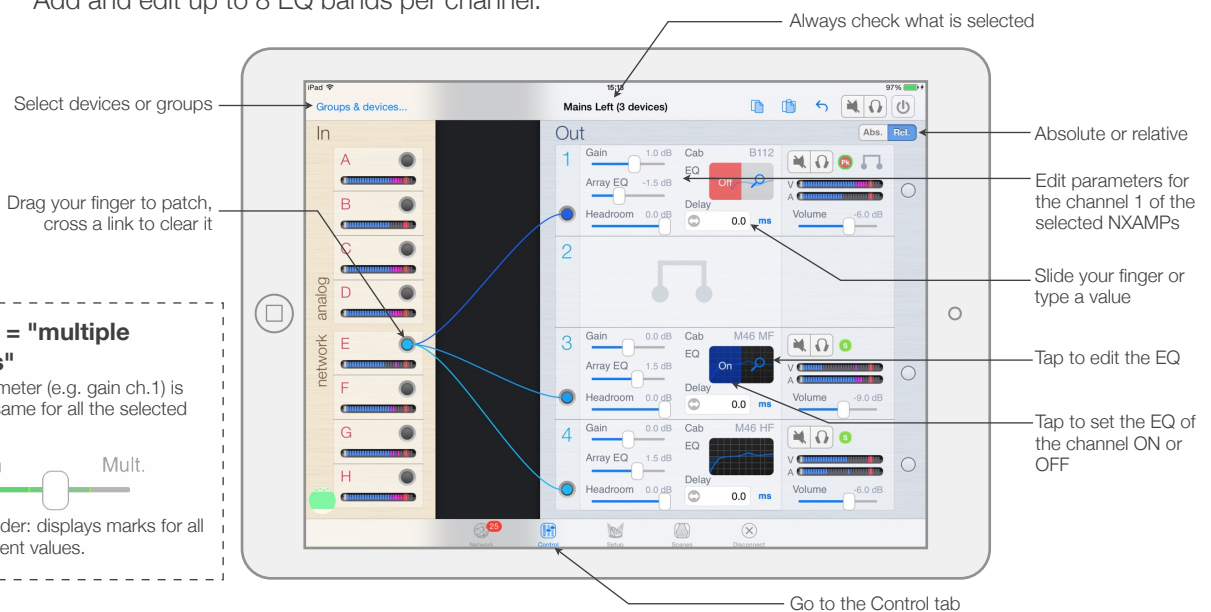 Add and edit up to 8 EQ bands per channel.
Always check what is selected
Select devices or groups
Drag your finger to patch,
cross a link to clear it
= "multiple
s"
meter (e.g. gain ch.1) is
same for all the selected
Mult.
der: displays marks for all
ent values.
iPad
97%
Groups & devices...
Mains Left (3 devices)
In
Out
Abs.
Rel.
A
B
C
D
analog
E
F
G
H
network
1
Gain
1.0 dB
Cab
B112
EQ
Off
Pk
Array EQ
-1.5 dB
V
A
Delay
Headroom
0.0 dB
0.0
ms
Volume
-6.0 dB
2
3
Gain
0.0 dB
Cab
M46 MF
EQ
On
S
Array EQ
1.5 dB
V
A
Delay
Headroom
0.0 dB
0.0
ms
Volume
-9.0 dB
4
Gain
0.0 dB
Cab
M46 HF
EQ
S
Array EQ
1.5 dB
V
A
Delay
Headroom
0.0 dB
0.0
ms
Volume
-6.0 dB
25
Network
Control
Setup
Scenes
Disconnect
Absolute or relative
Edit parameters for
the channel 1 of the
selected NXAMPs
Slide your finger or
type a value
Tap to edit the EQ
Tap to set the EQ of
the channel ON or
OFF
Go to the Control tab